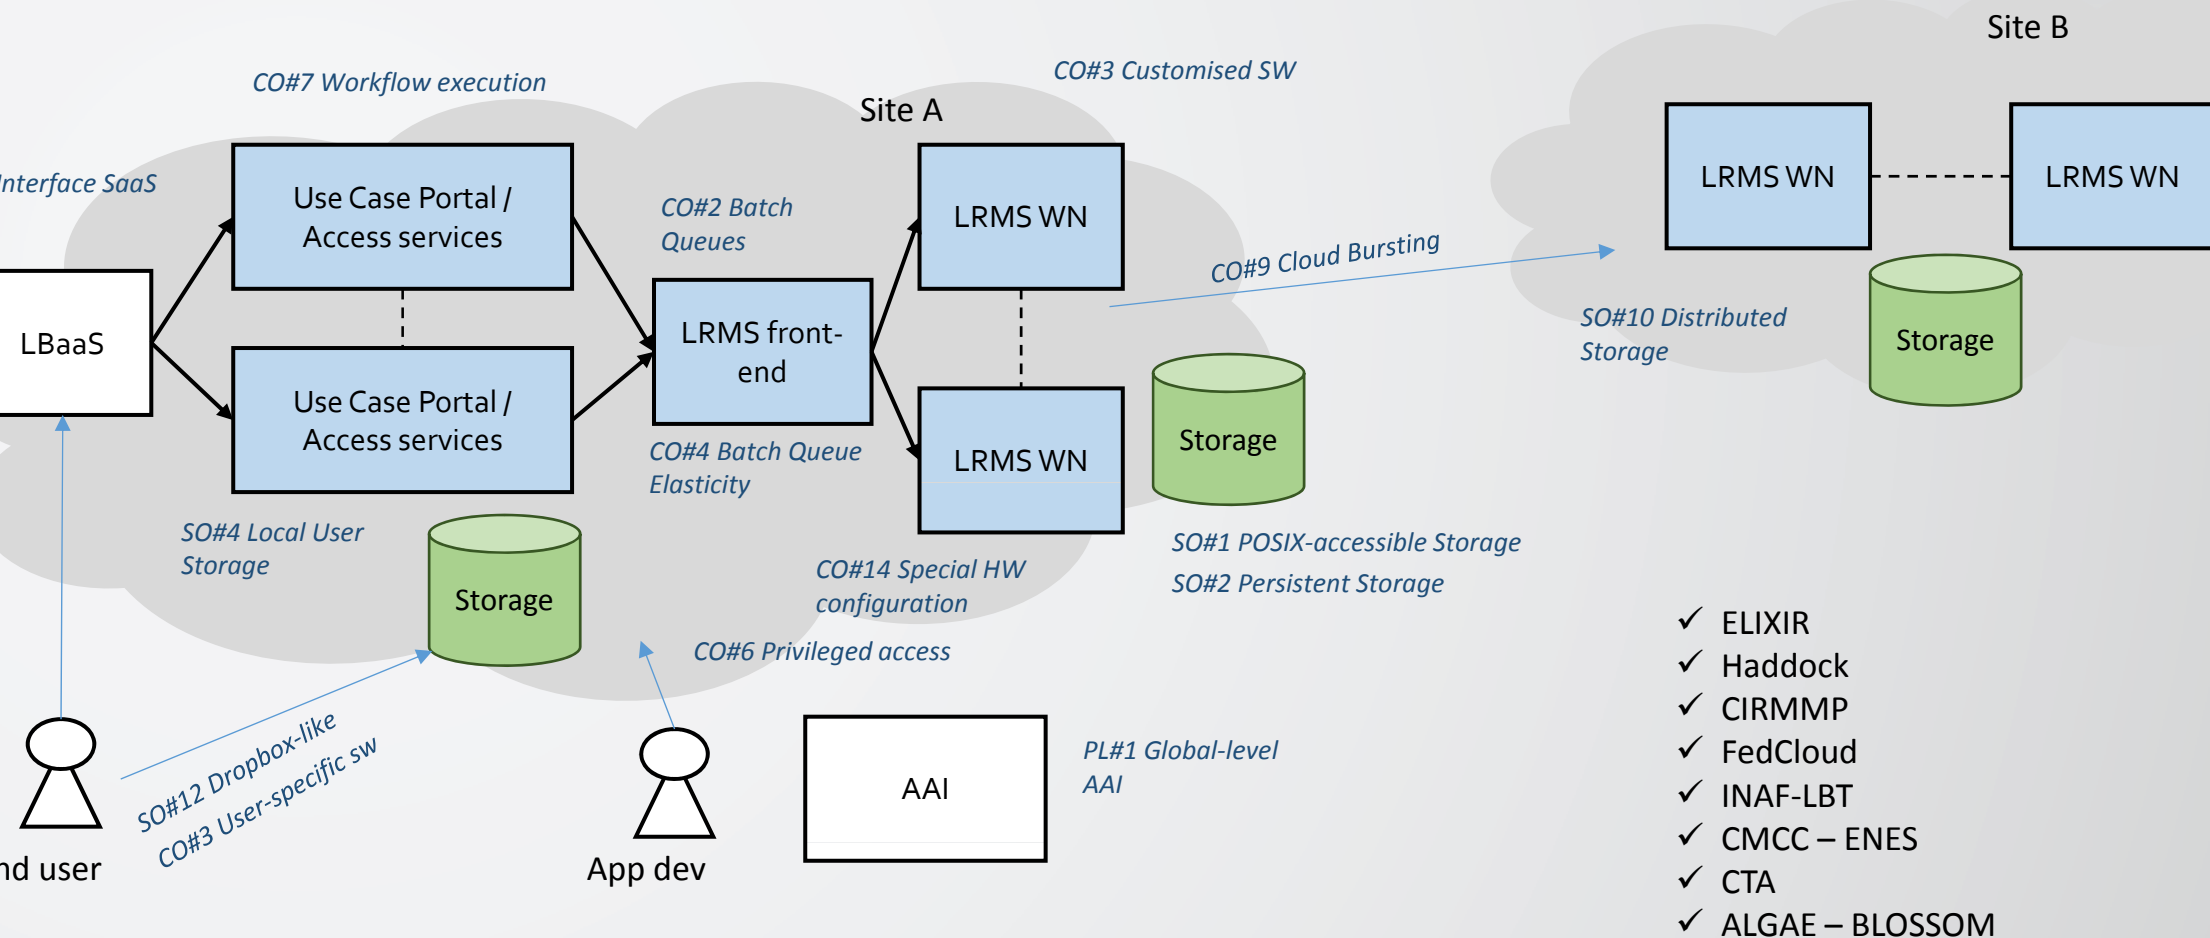 Site B
CO#7 Workflow execution
CO#3 Customised SW
Site A
Interface SaaS
Use Case Portal /
Access services
CO#2 Batch
Queues
LRMS WN
LRMS WN
LRMS WN
CO#9 Cloud Bursting
LBaaS
LRMS front-
end
SO#10 Distributed
Storage
Storage
Use Case Portal /
Access services
CO#4 Batch Queue
Elasticity
LRMS WN
Storage
SO#4 Local User
Storage
Storage
CO#14 Special HW
configuration
SO#1 POSIX-accessible Storage
SO#2 Persistent Storage
CO#6 Privileged access
SO#12 Dropbox-like
CO#3 User-specific sw
nd user
App dev
AAI
PL#1 Global-level
AAI
✓ ELIXIR
✓ Haddock
✓ CIRMMP
✓ FedCloud
✓ INAF-LBT
✓ CMCC – ENES
✓ CTA
✓ ALGAE – BLOSSOM